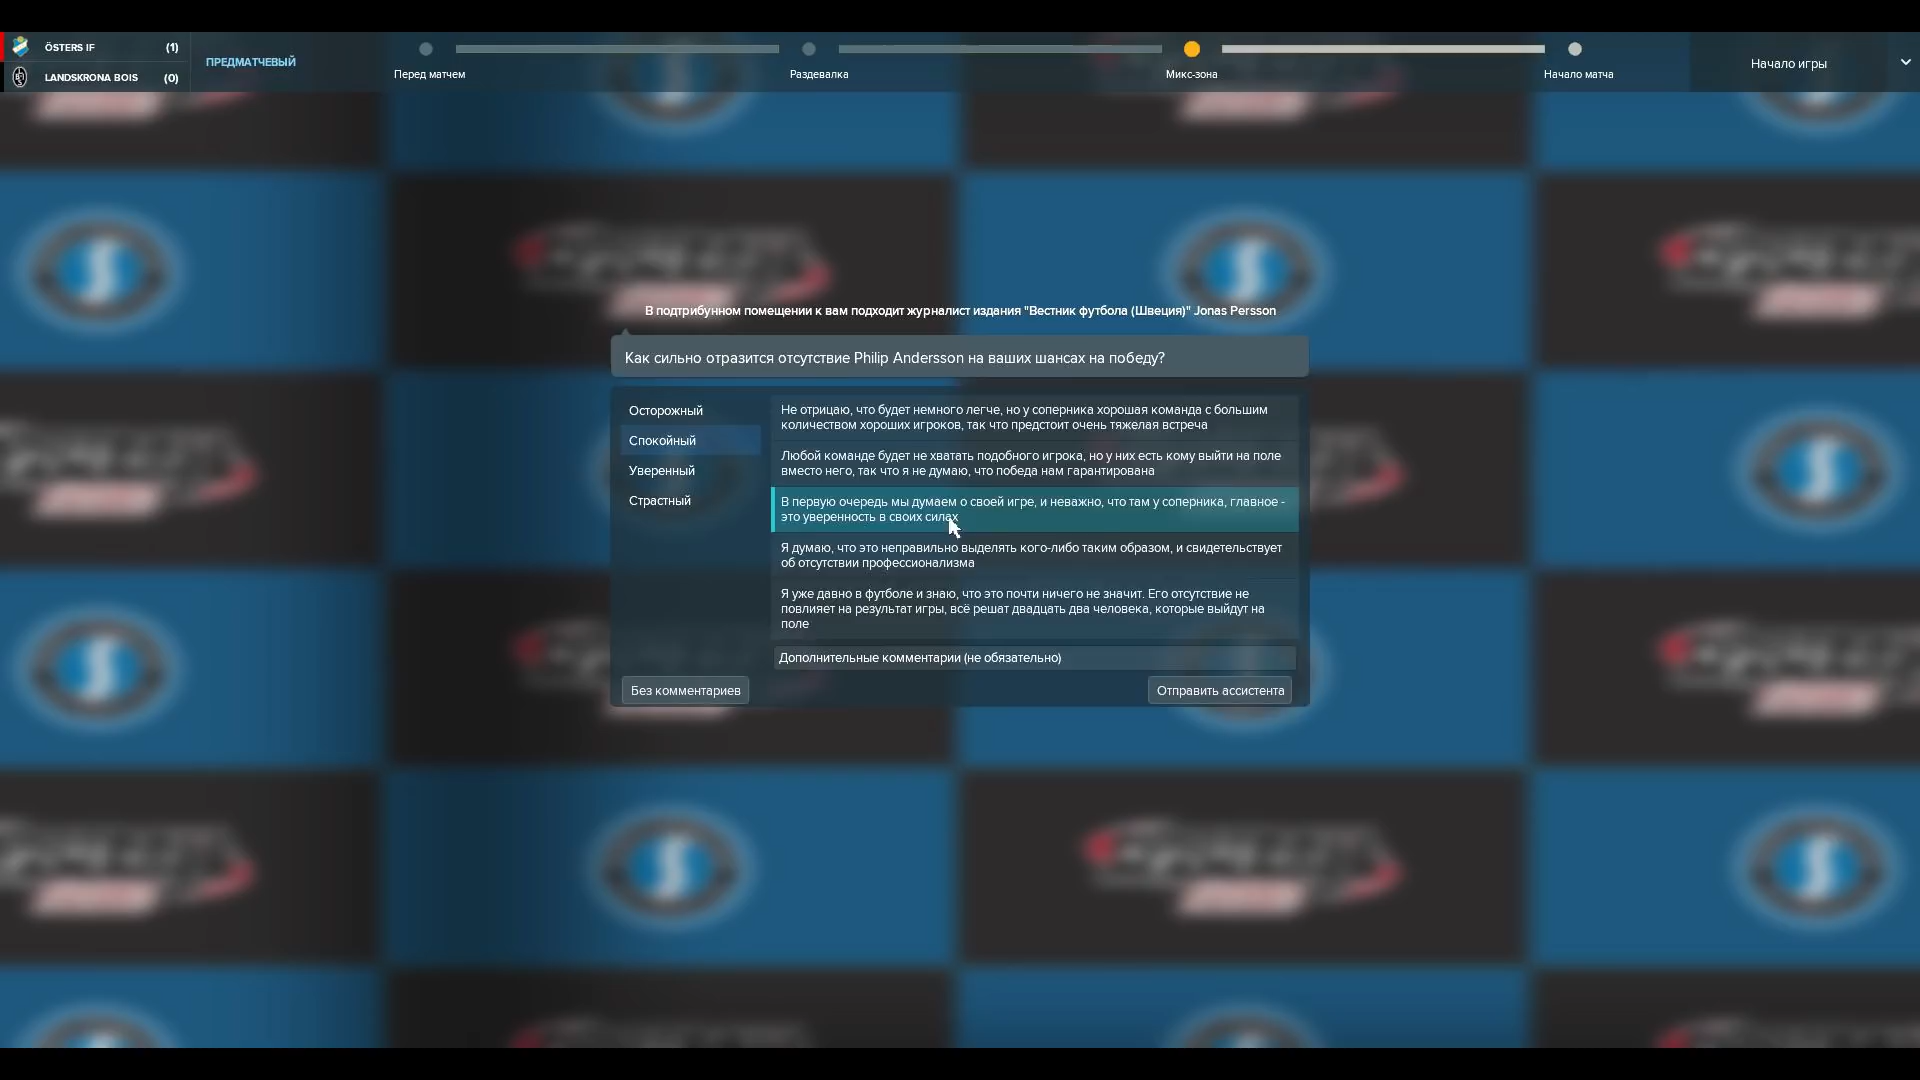 ÖSTERS IF (1)
LANDSKRONA BOIS (0)
ПРЕДМАТЧЕВЫЙ
Перед матчем
Раздевалка
Микс-зона
Начало матча
Начало игры
В подтрибунном помещении к вам подходит журналист издания "Вестник футбола (Швеция)" Jonas Persson
Как сильно отразится отсутствие Philip Andersson на ваших шансах на победу?
Осторожный
Спокойный
Уверенный
Страстный
Не отрицаю, что будет немного легче, но у соперника хорошая команда с большим
количеством хороших игроков, так что предстоит очень тяжелая встреча
Любой команде будет не хватать подобного игрока, но у них есть кому выйти на поле
вместо него, так что я не думаю, что победа нам гарантирована
В первую очередь мы думаем о своей игре, и неважно, что там у соперника, главное -
это уверенность в своих силах
Я думаю, что это неправильно выделять кого-либо таким образом, и свидетельствует
об отсутствии профессионализма
Я уже давно в футболе и знаю, что это почти ничего не значит. Его отсутствие не
повлияет на результат игры, всё решат двадцать два человека, которые выйдут на
поле
Дополнительные комментарии (не обязательно)
Без комментариев
Отправить ассистента